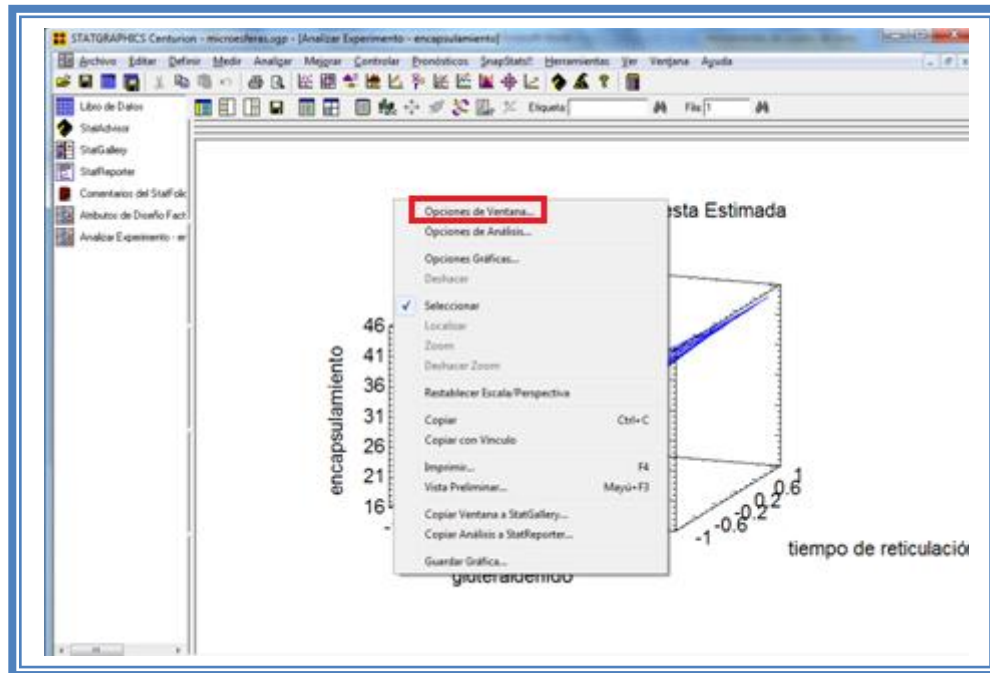 STATGRAPHICS Centurion - microesferas.sgp - [Analizar Experimento - encapsulamiento]
Archivo Editar Definir Medir Analizar Mejorar Controlar Pronósticos SnapStats!! Herramientas Ver Ventana Ayuda
Etiqueta: Fila: 1
Libro de Datos
StatAdvisor
StatGallery
StatReporter
Comentarios del StatFolio
Atributos de Diseño Fact
Analizar Experimento - en
esta Estimada
Opciones de Ventana...
Opciones de Análisis...
Opciones Gráficas...
Deshacer
Seleccionar
Localizar
Zoom
Deshacer Zoom
Restablecer Escala/Perspectiva
Copiar Ctrl+C
Copiar con Vínculo
Imprimir... F4
Vista Preliminar... Mayú+F3
Copiar Ventana a StatGallery...
Copiar Análisis a StatReporter...
Guardar Gráfica...
encapsulamiento
46
41
36
31
26
21
16
-1
-0.6
-0.2
0.2
0.6
1
tiempo de reticulación